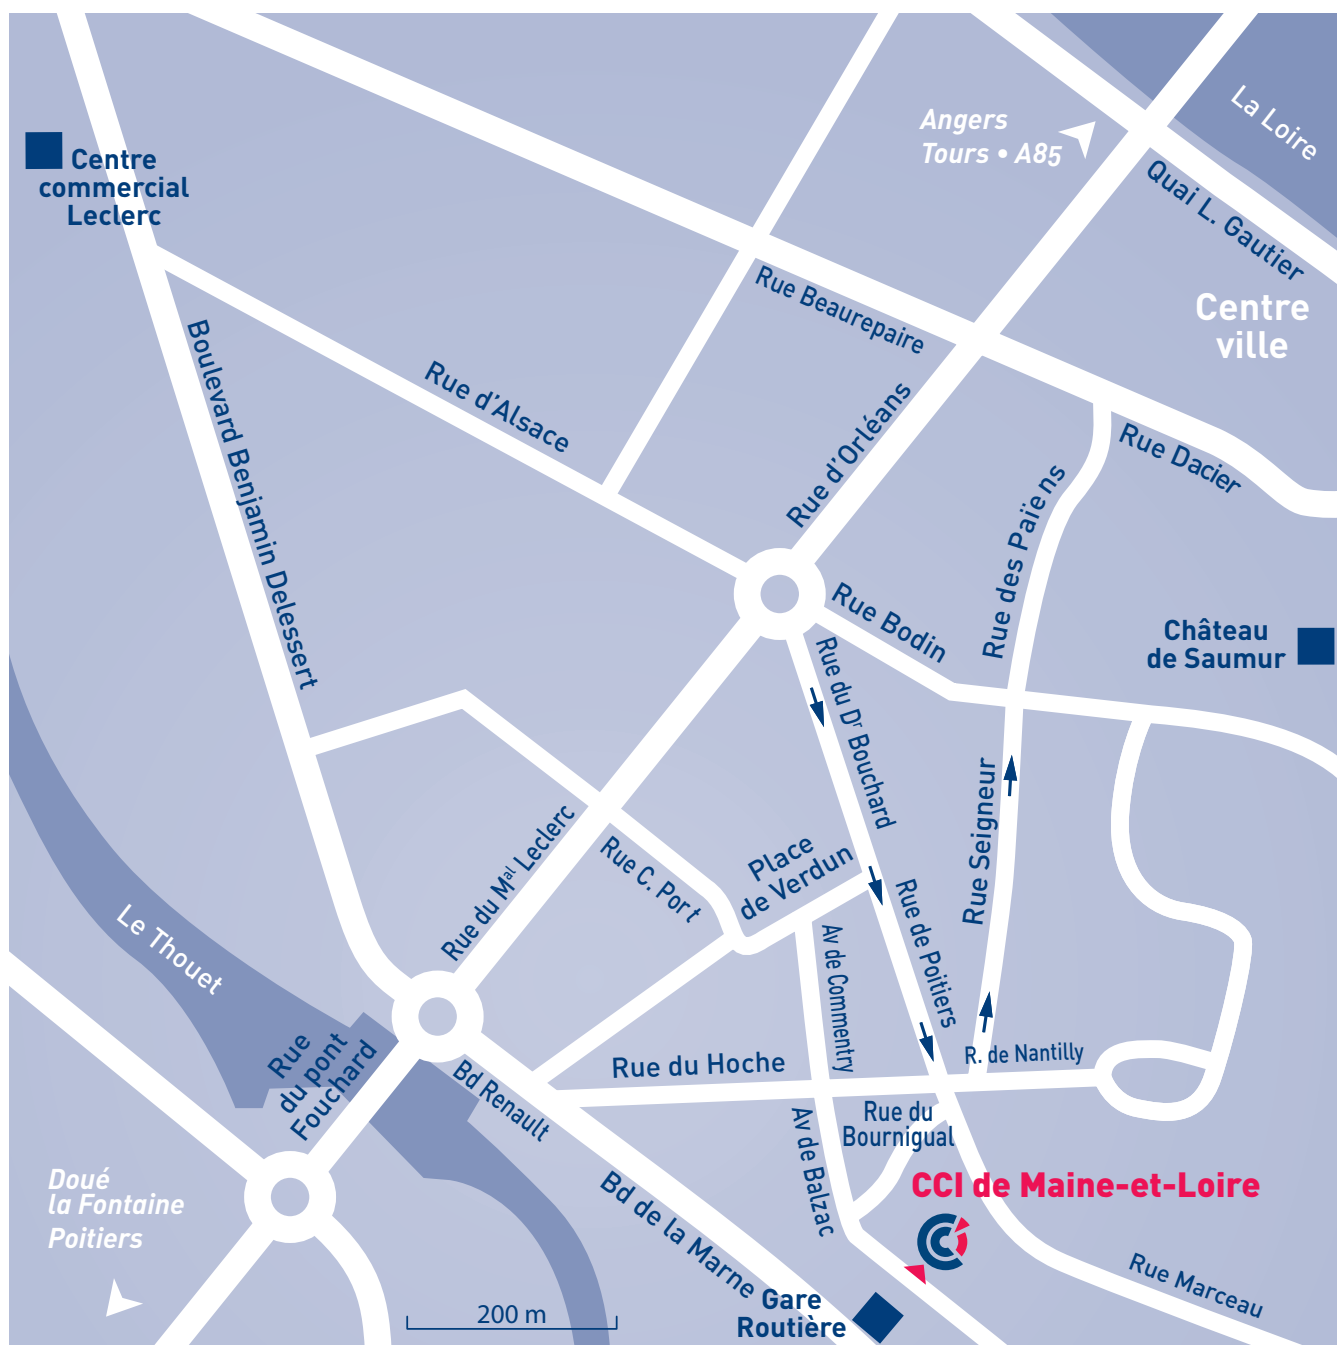 La Loire
Angers
Tours • A85
Centre
commercial
Leclerc
Quai L. Gautier
Centre
ville
Rue Beaurepaire
Boulevard Benjamin Delessert
Rue d'Alsace
Rue d'Orléans
Rue Dacier
Rue des Païe ns
Rue Bodin
Château
de Saumur
Rue du Dr Bouchard
Rue Seigneur
Rue du Mal Leclerc
Rue C. Port
Place
de Verdun
Rue de Poitiers
Le Thouet
Av de Commentry
Rue
du pont
Fouchard
Bd Renault
Rue du Hoche
R. de Nantilly
Av de Balzac
Rue du
Bournigual
Doué
la Fontaine
Poitiers
Bd de la Marne
CCI de Maine-et-Loire
Rue Marceau
Gare
Routière
200 m